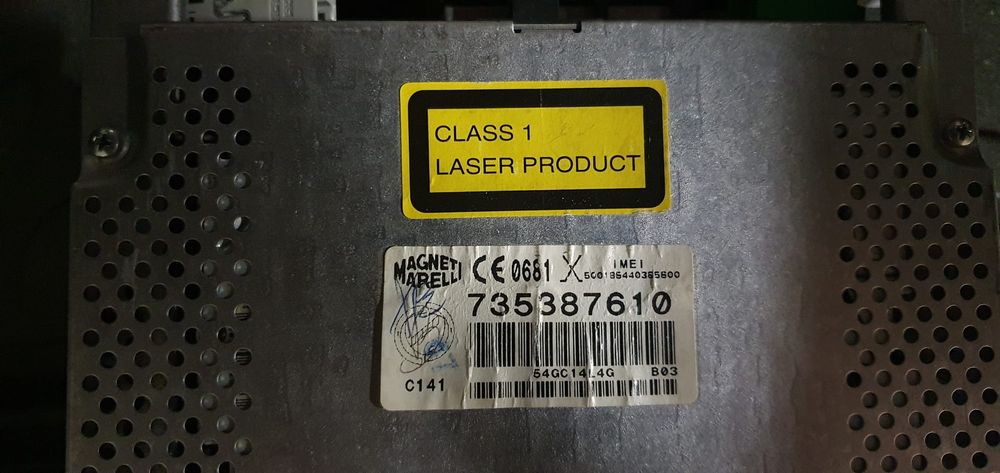 CLASS 1
LASER PRODUCT
MAGNETI MARELLI CE 0681 X IMEI
735387610
54GC14L4G B03
C141